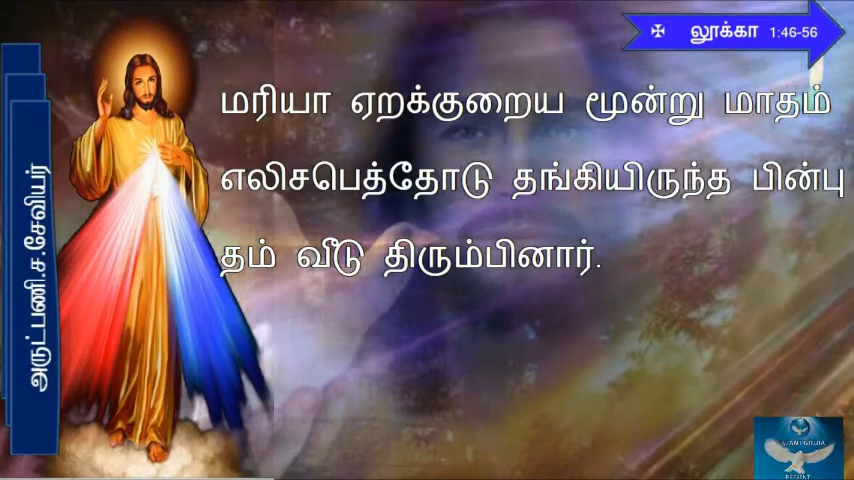 ✠ லூக்கா 1:46-56
மரியா ஏறக்குறைய மூன்று மாதம்
எலிசபெத்தோடு தங்கியிருந்த பின்பு
தம் வீடு திரும்பினார்.
அருட்பணி.ச.சேவியர்